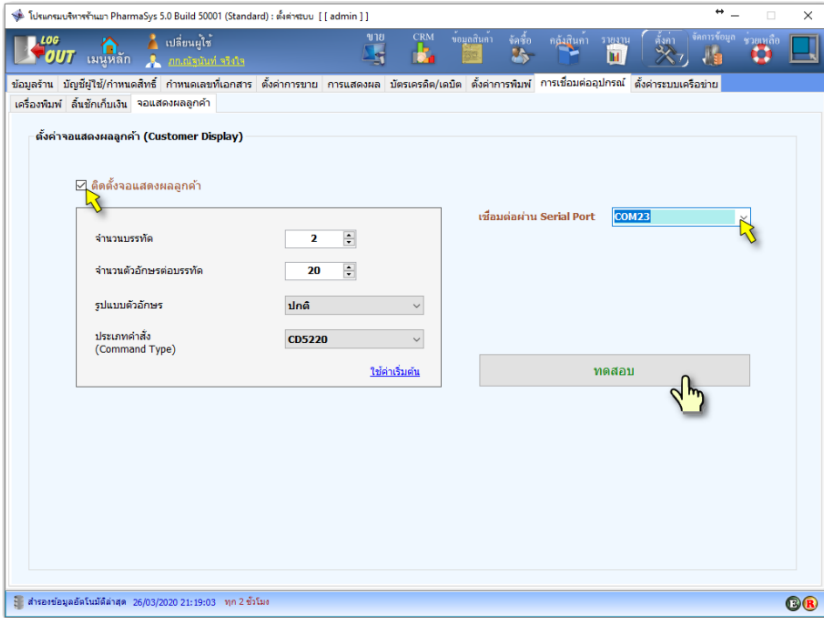 โปรแกรมบริหารร้านยา PharmaSys 5.0 Build 50001 (Standard) : ตั้งค่าระบบ [ [ admin ] ]
LOG OUT
เมนูหลัก
เปลี่ยนผู้ใช้
ภก.ณัฐนันท์ จริงใจ
ขาย CRM ข้อมูลสินค้า จัดซื้อ คลังสินค้า รายงาน ตั้งค่า จัดการข้อมูล ช่วยเหลือ
ข้อมูลร้าน บัญชีผู้ใช้/กำหนดสิทธิ์ กำหนดเลขที่เอกสาร ตั้งค่าการขาย การแสดงผล บัตรเครดิต/เดบิต ตั้งค่าการพิมพ์ การเชื่อมต่ออุปกรณ์ ตั้งค่าระบบเครือข่าย
เครื่องพิมพ์ ลิ้นชักเก็บเงิน จอแสดงผลลูกค้า
ตั้งค่าจอแสดงผลลูกค้า (Customer Display)
ติดตั้งจอแสดงผลลูกค้า
เชื่อมต่อผ่าน Serial Port COM23
จำนวนบรรทัด 2
จำนวนตัวอักษรต่อบรรทัด 20
รูปแบบตัวอักษร ปกติ
ประเภทคำสั่ง
(Command Type) CD5220
ใช้ค่าเริ่มต้น
ทดสอบ
สำรองข้อมูลอัตโนมัติล่าสุด 26/03/2020 21:19:03 ทุก 2 ชั่วโมง
E R